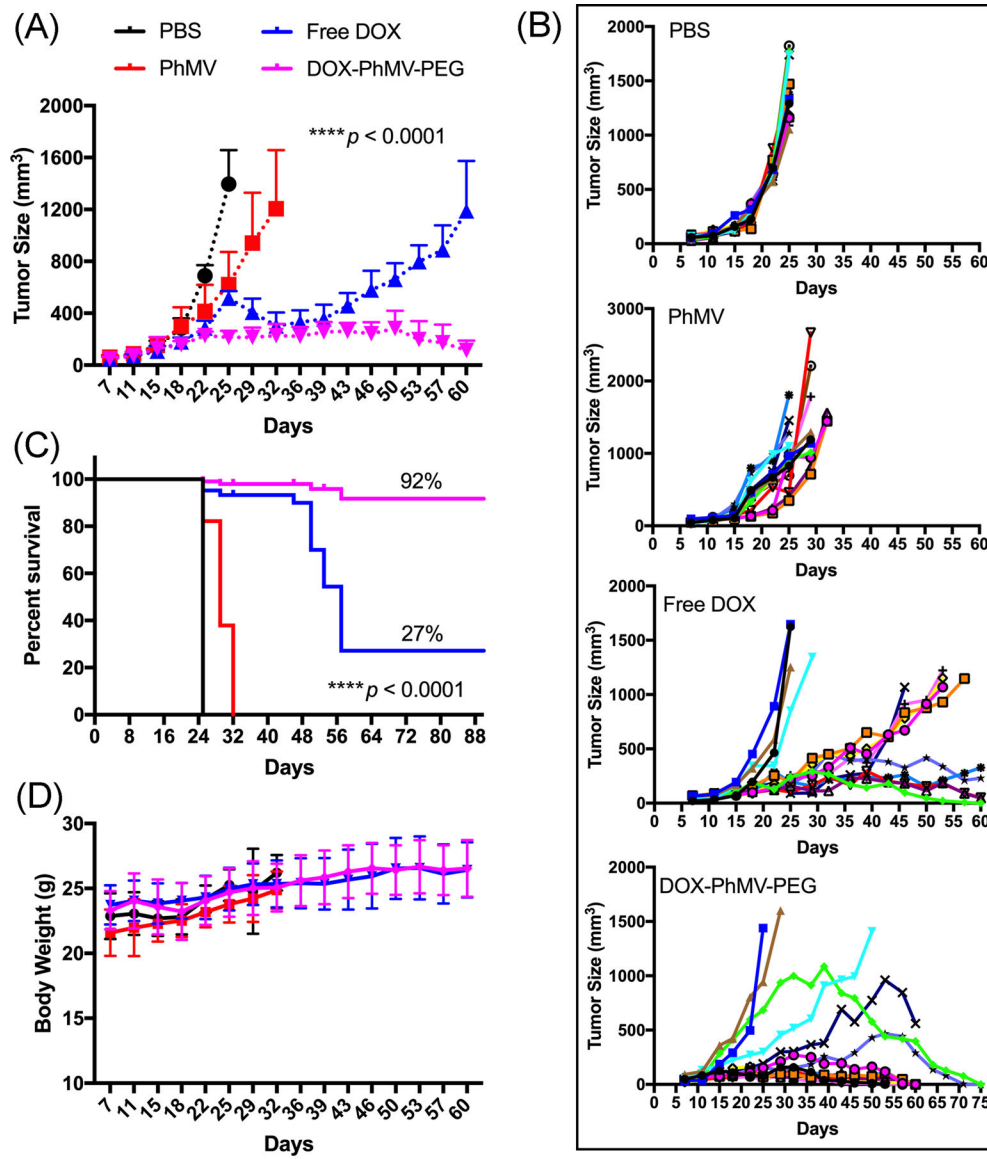 (A)
PBS
Free DOX
PhMV
DOX-PhMV-PEG
2000
1600
1200
800
400
0
Tumor Size (mm³)
****p < 0.0001
7 11 15 18 22 25 29 32 36 39 43 46 50 53 57 60
Days
(C)
100
80
60
40
20
0
Percent survival
92%
27%
****p < 0.0001
0 8 16 24 32 40 48 56 64 72 80 88
Days
(D)
30
25
20
15
10
Body Weight (g)
7 11 15 18 22 25 29 32 36 39 43 46 50 53 57 60
Days
(B)
PBS
2000
1500
1000
500
0
Tumor Size (mm³)
0 5 10 15 20 25 30 35 40 45 50 55 60
Days
PhMV
3000
2000
1000
0
Tumor Size (mm³)
0 5 10 15 20 25 30 35 40 45 50 55 60
Days
Free DOX
2000
1500
1000
500
0
Tumor Size (mm³)
0 5 10 15 20 25 30 35 40 45 50 55 60
Days
DOX-PhMV-PEG
2000
1500
1000
500
0
Tumor Size (mm³)
0 5 10 15 20 25 30 35 40 45 50 55 60 65 70 75
Days